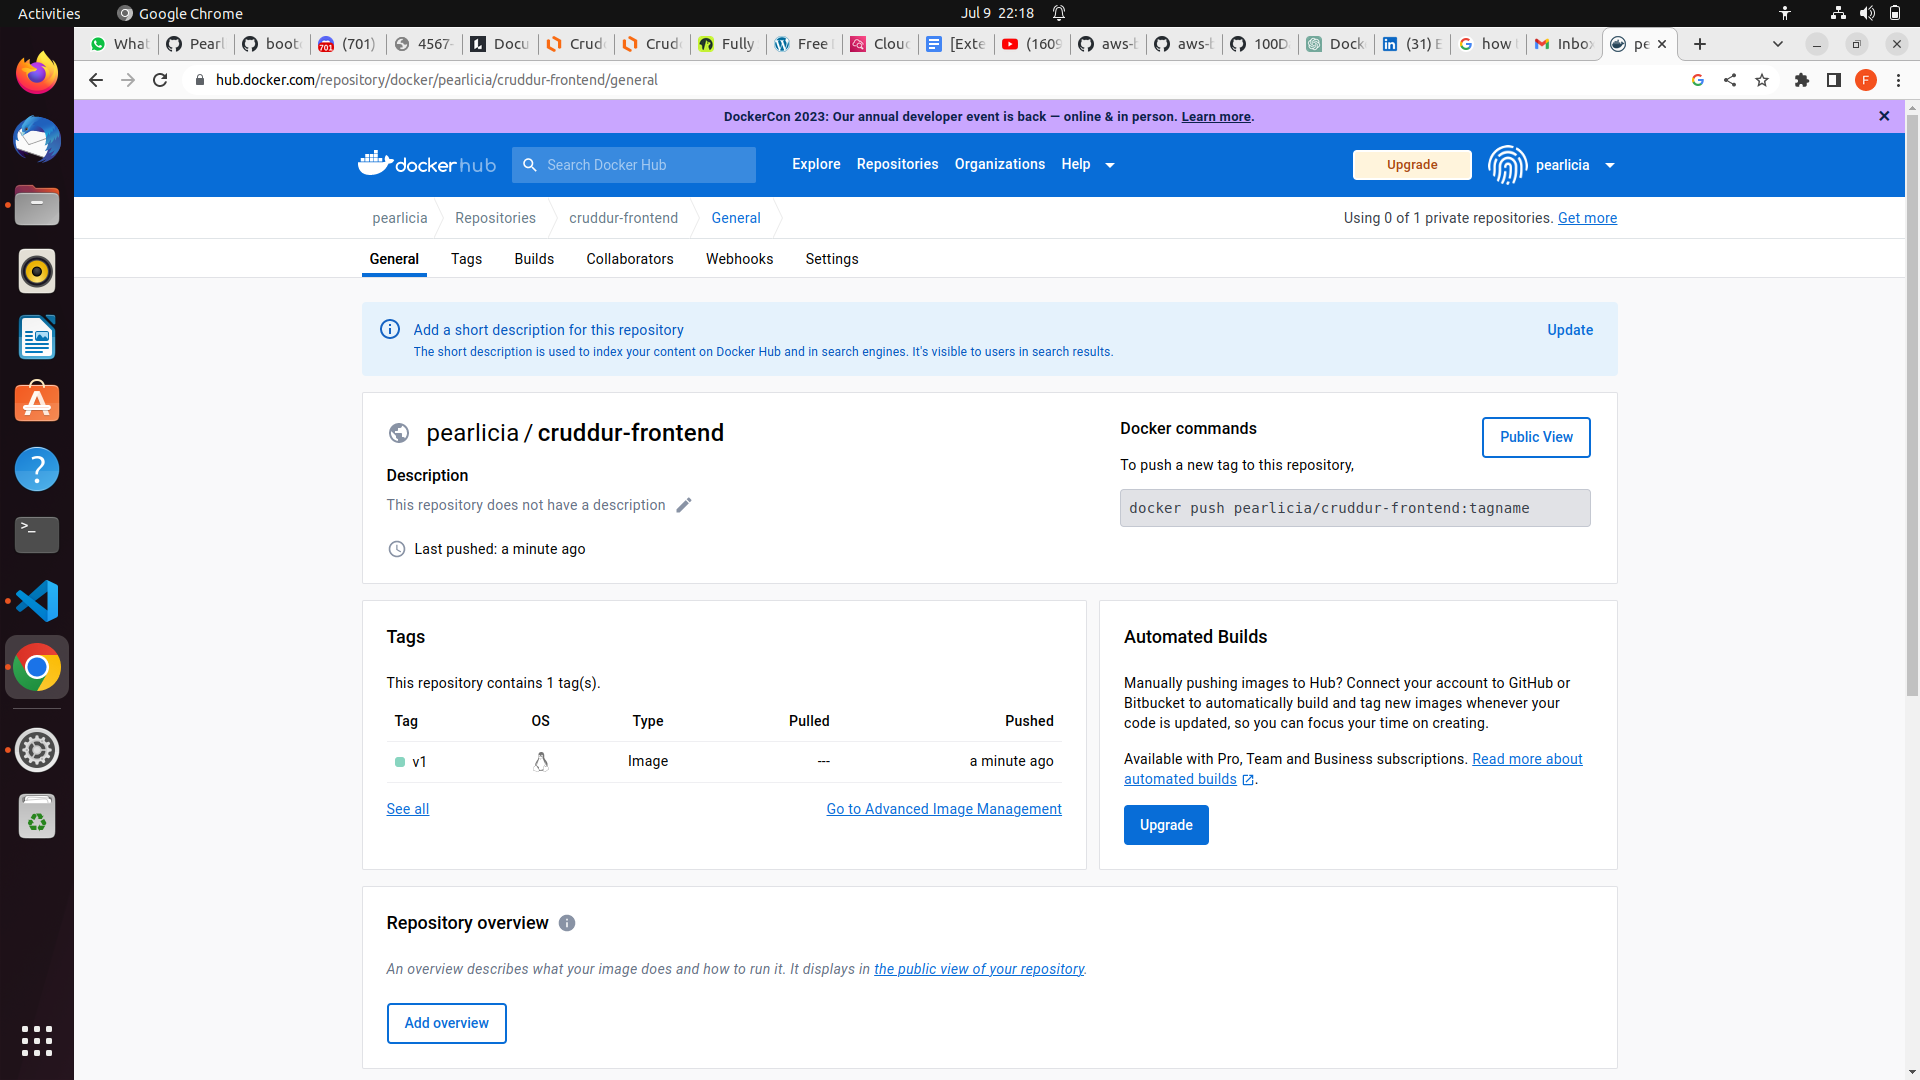 Activities Google Chrome Jul 9 22:18
What Pearl boot (701) 4567- Docu Crud Crud Fully Free Clou [Exte (1609 aws-b aws-b 100D Dock (31) E how Inbox pe
hub.docker.com/repository/docker/pearlicia/cruddur-frontend/general F
DockerCon 2023: Our annual developer event is back — online & in person. Learn more.
dockerhub Search Docker Hub Explore Repositories Organizations Help Upgrade pearlicia
pearlicia Repositories cruddur-frontend General Using 0 of 1 private repositories. Get more
General Tags Builds Collaborators Webhooks Settings
Add a short description for this repository Update
The short description is used to index your content on Docker Hub and in search engines. It's visible to users in search results.
pearlicia / cruddur-frontend
Description
This repository does not have a description
Last pushed: a minute ago
Docker commands
Public View
To push a new tag to this repository,
docker push pearlicia/cruddur-frontend:tagname
Tags
This repository contains 1 tag(s).
Tag OS Type Pulled Pushed
v1 Image --- a minute ago
See all Go to Advanced Image Management
Automated Builds
Manually pushing images to Hub? Connect your account to GitHub or
Bitbucket to automatically build and tag new images whenever your
code is updated, so you can focus your time on creating.
Available with Pro, Team and Business subscriptions. Read more about
automated builds.
Upgrade
Repository overview
An overview describes what your image does and how to run it. It displays in the public view of your repository.
Add overview